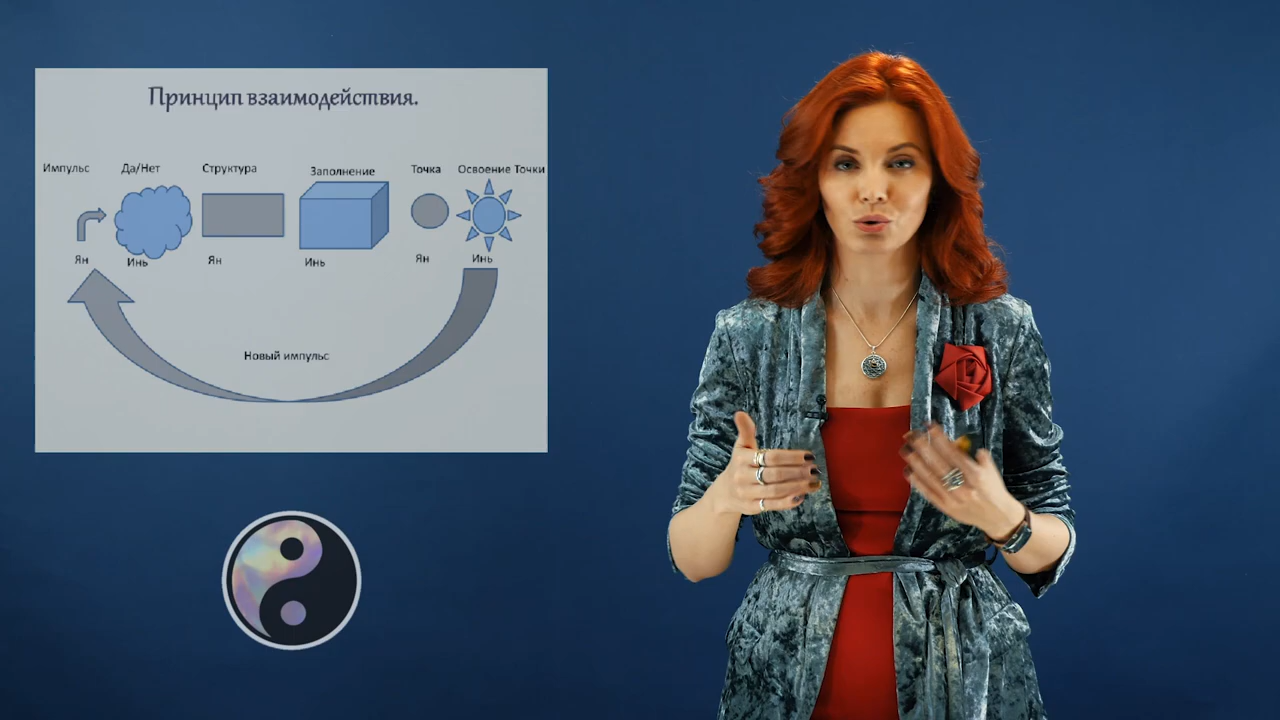 Принцип взаимодействия.
Импульс Да/Нет Структура Заполнение Точка Освоение Точки
Ян Инь Ян Инь Ян Инь
Новый импульс